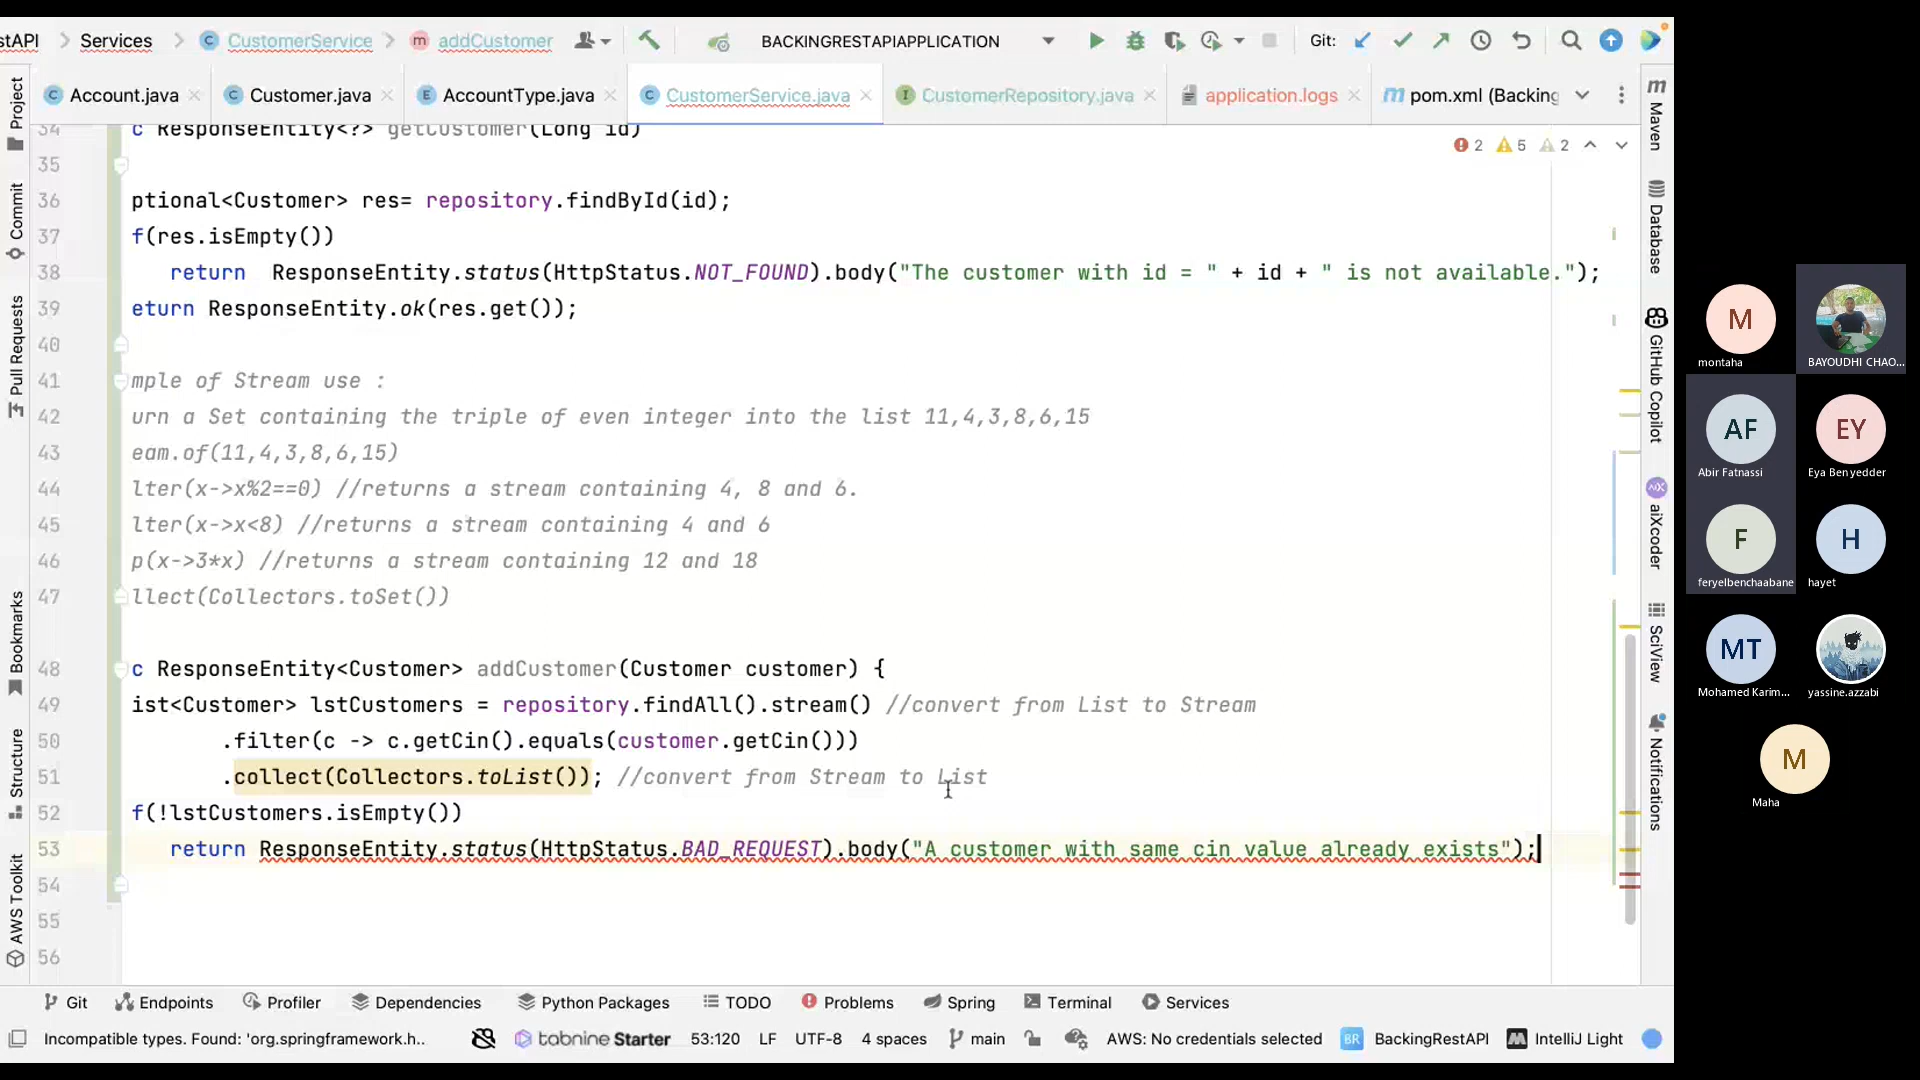 stAPI Services CustomerService addCustomer BACKINGRESTAPIAPPLICATION Git:
Account.java Customer.java AccountType.java CustomerService.java CustomerRepository.java application.logs pom.xml (Backing
34 c ResponseEntity<?> getCustomer(Long id)
2 5 2
35
36 ptional<Customer> res= repository.findById(id);
37 f(res.isEmpty())
38 return ResponseEntity.status(HttpStatus.NOT_FOUND).body("The customer with id = " + id + " is not available.");
39 eturn ResponseEntity.ok(res.get());
40
41 mple of Stream use :
42 urn a Set containing the triple of even integer into the list 11,4,3,8,6,15
43 eam.of(11,4,3,8,6,15)
44 lter(x->x%2==0) //returns a stream containing 4, 8 and 6.
45 lter(x->x<8) //returns a stream containing 4 and 6
46 p(x->3*x) //returns a stream containing 12 and 18
47 llect(Collectors.toSet())
48 c ResponseEntity<Customer> addCustomer(Customer customer) {
49 ist<Customer> lstCustomers = repository.findAll().stream() //convert from List to Stream
50 .filter(c -> c.getCin().equals(customer.getCin()))
51 .collect(Collectors.toList()); //convert from Stream to List
52 f(!lstCustomers.isEmpty())
53 return ResponseEntity.status(HttpStatus.BAD_REQUEST).body("A customer with same cin value already exists");
54
55
56
Project
Commit
Pull Requests
Bookmarks
Structure
AWS Toolkit
m Maven
Database
GitHub Copilot
aiXcoder
SciView
Notifications
Git Endpoints Profiler Dependencies Python Packages TODO Problems Spring Terminal Services
Incompatible types. Found: 'org.springframework.h.. tabnine Starter 53:120 LF UTF-8 4 spaces main AWS: No credentials selected BR BackingRestAPI IntelliJ Light
M
montaha BAYOUDHI CHAO...
AF EY
Abir Fatnassi Eya Ben yedder
F H
feryelbenchaabane hayet
MT
Mohamed Karim... yassine.azzabi
M
Maha